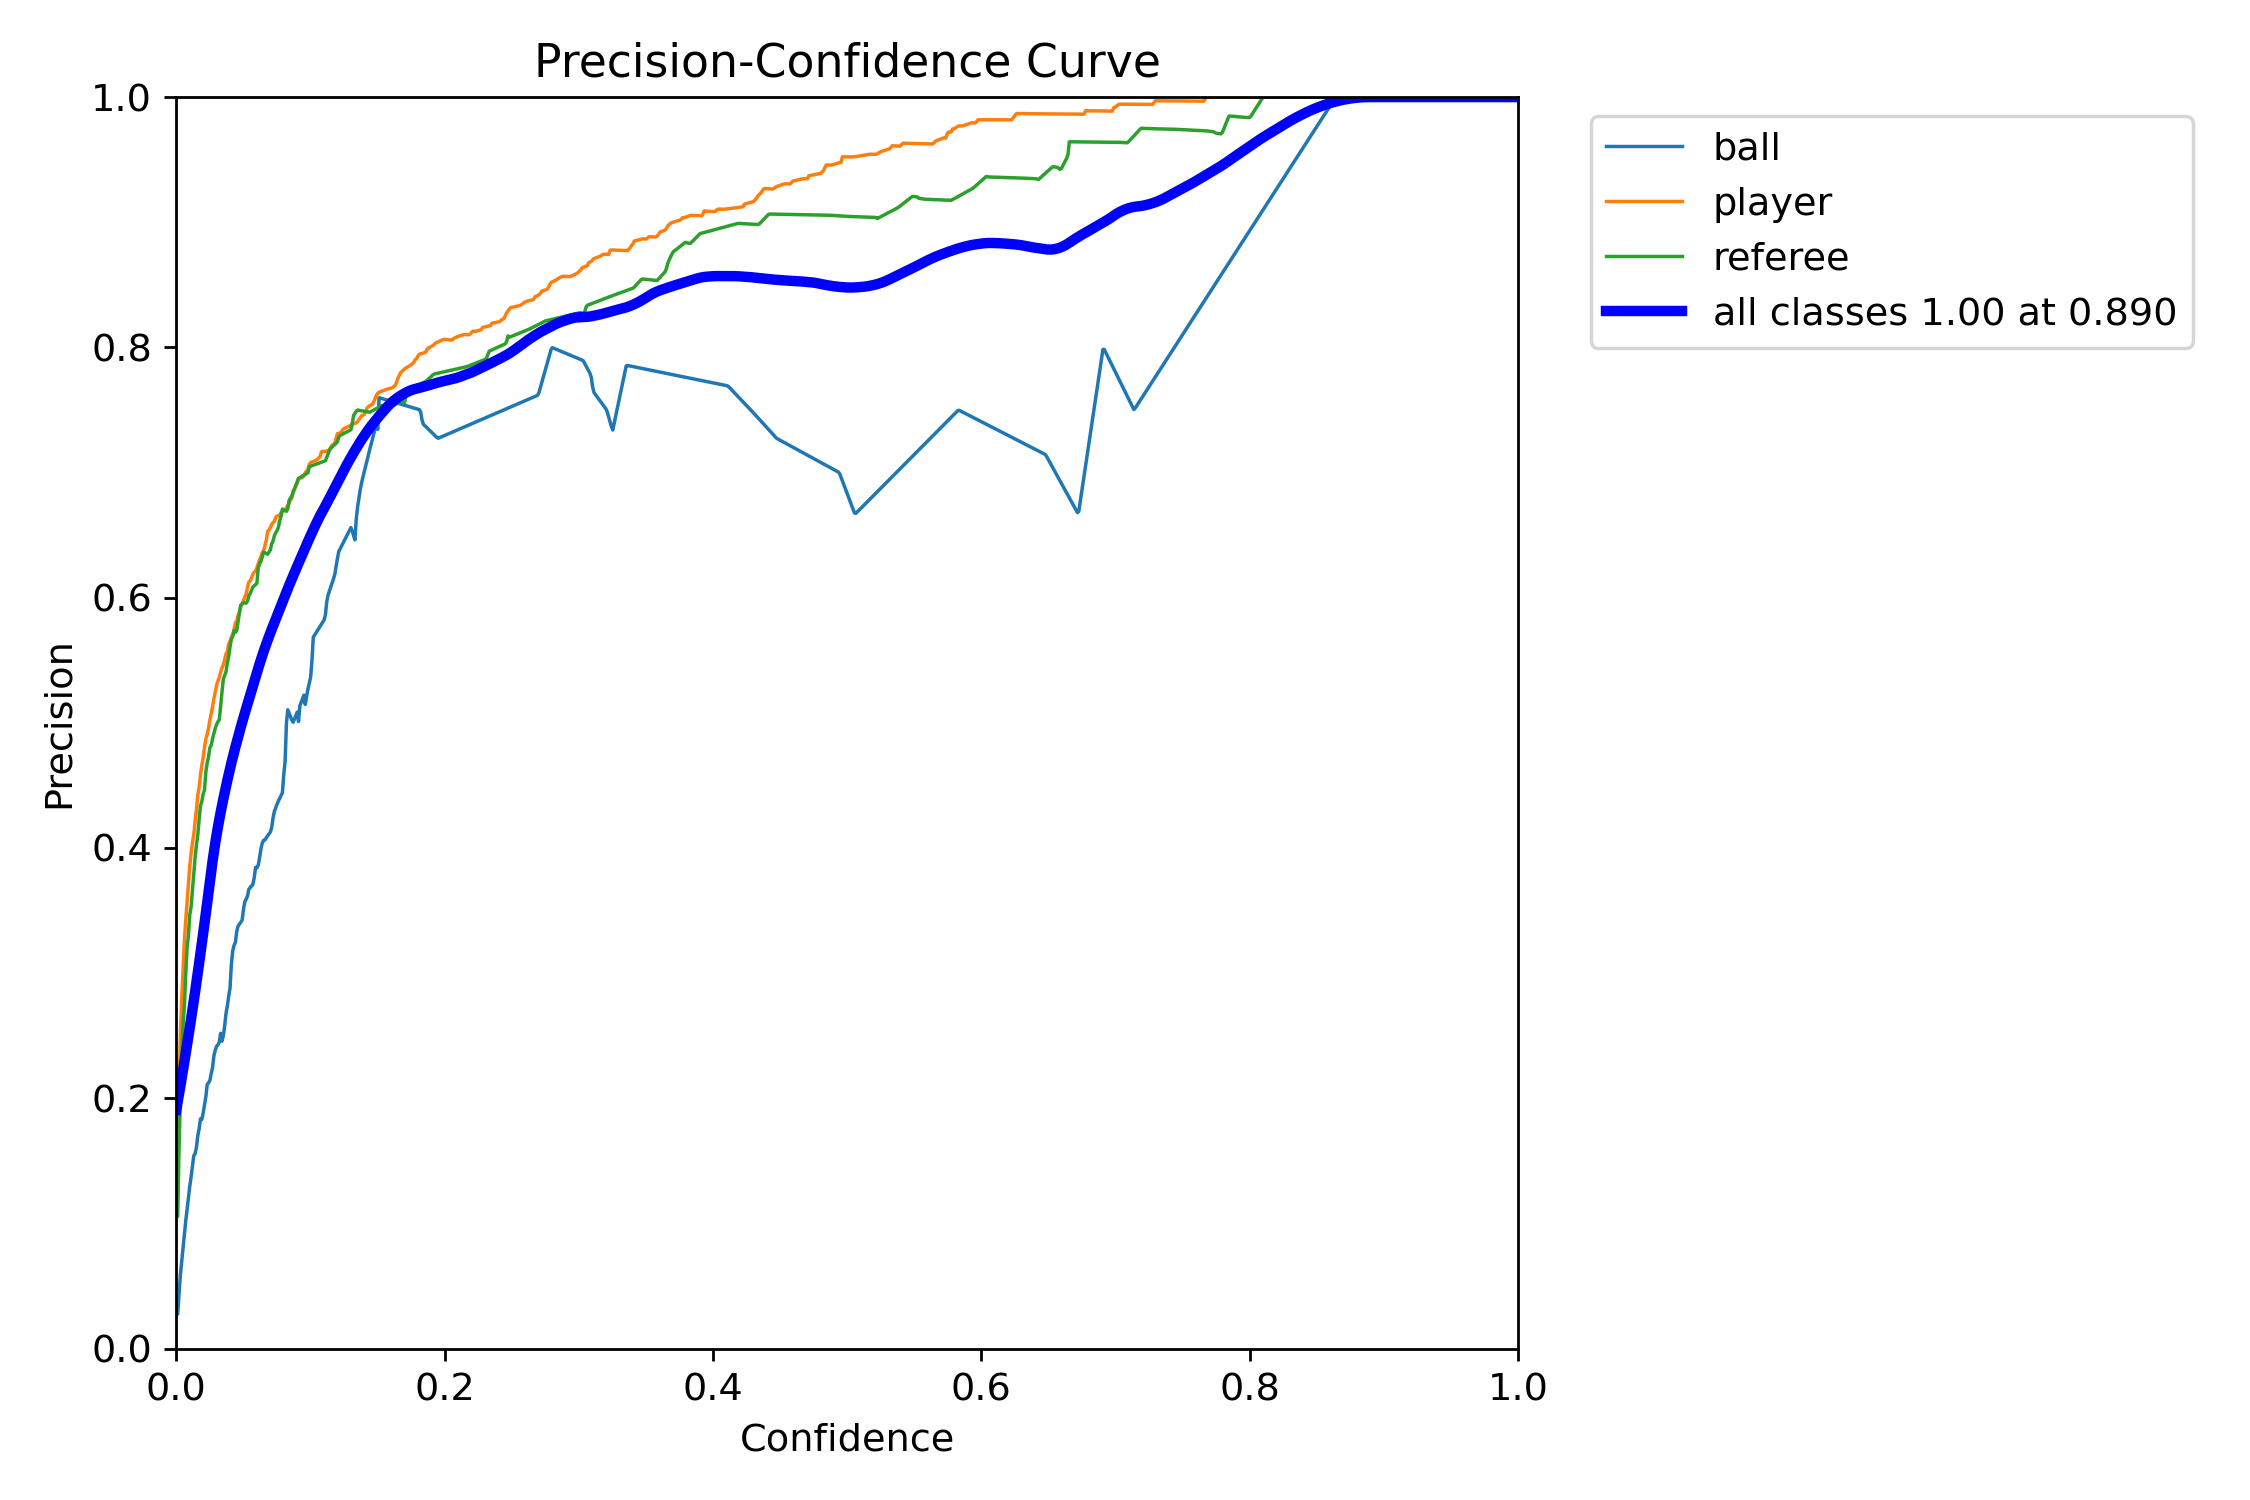 Precision-Confidence Curve
1.0
0.8
0.6
0.4
0.2
0.0
Precision
0.0 0.2 0.4 0.6 0.8 1.0
Confidence
ball
player
referee
all classes 1.00 at 0.890